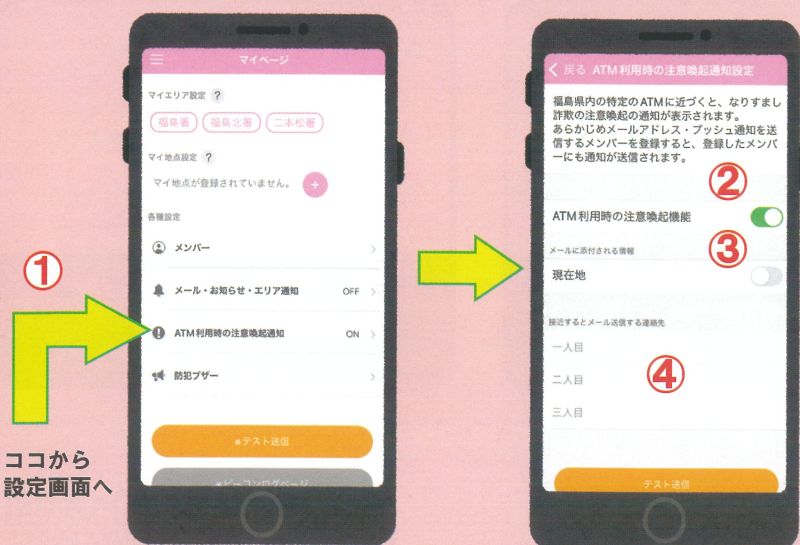 マイページ
マイエリア設定 ?
福島署 福島北署 二本松署
マイ地点設定 ?
マイ地点が登録されていません。 +
各種設定
メンバー
メール・お知らせ・エリア通知 OFF
ATM利用時の注意喚起通知 ON
防犯ブザー
テスト送信
ビーコンログページ
①
ココから
設定画面へ
戻る ATM利用時の注意喚起通知設定
福島県内の特定のATMに近づくと、なりすまし
詐欺の注意喚起の通知が表示されます。
あらかじめメールアドレス・プッシュ通知を送
信するメンバーを登録すると、登録したメンバ
ーにも通知が送信されます。
②
ATM利用時の注意喚起機能
③
メールに添付される情報
現在地
接近するとメール送信する連絡先
一人目
二人目
三人目
④
テスト送信